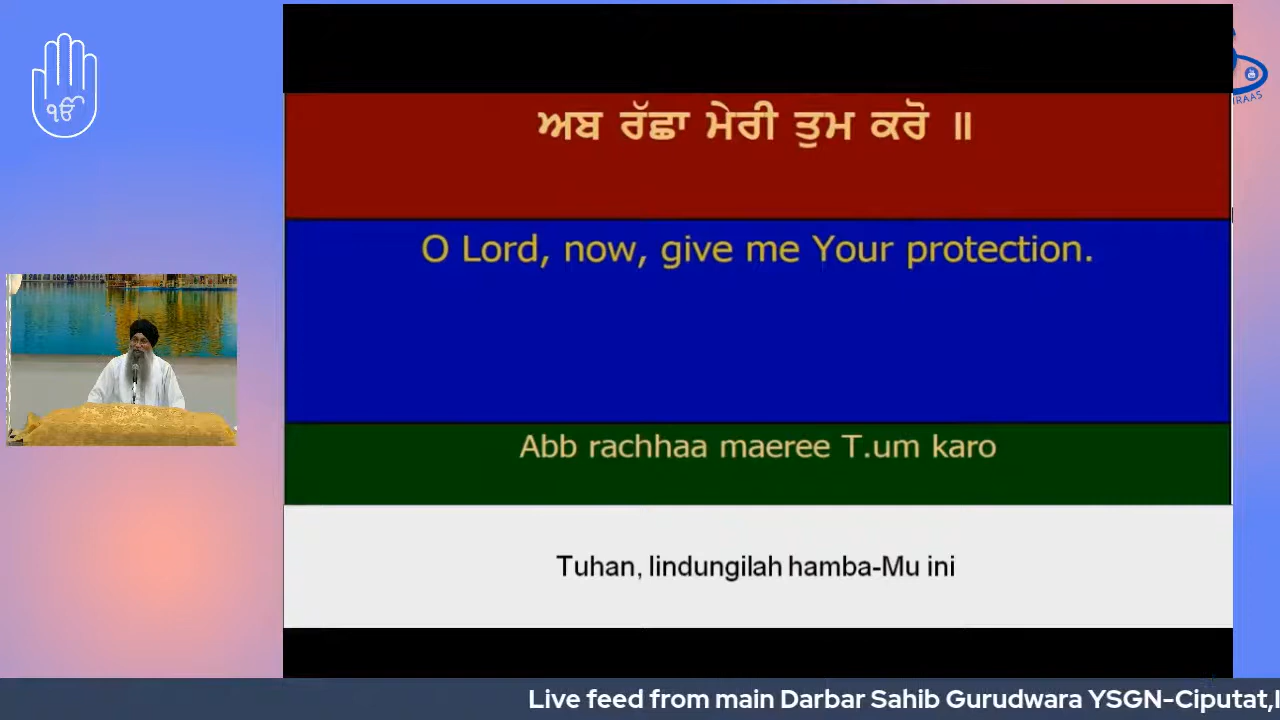 ੴ
ਅਬ ਰੱਛਾ ਮੇਰੀ ਤੁਮ ਕਰੋ ॥
O Lord, now, give me Your protection.
Abb rachhaa maeree T.um karo
Tuhan, lindungilah hamba-Mu ini
Live feed from main Darbar Sahib Gurudwara YSGN-Ciputat,